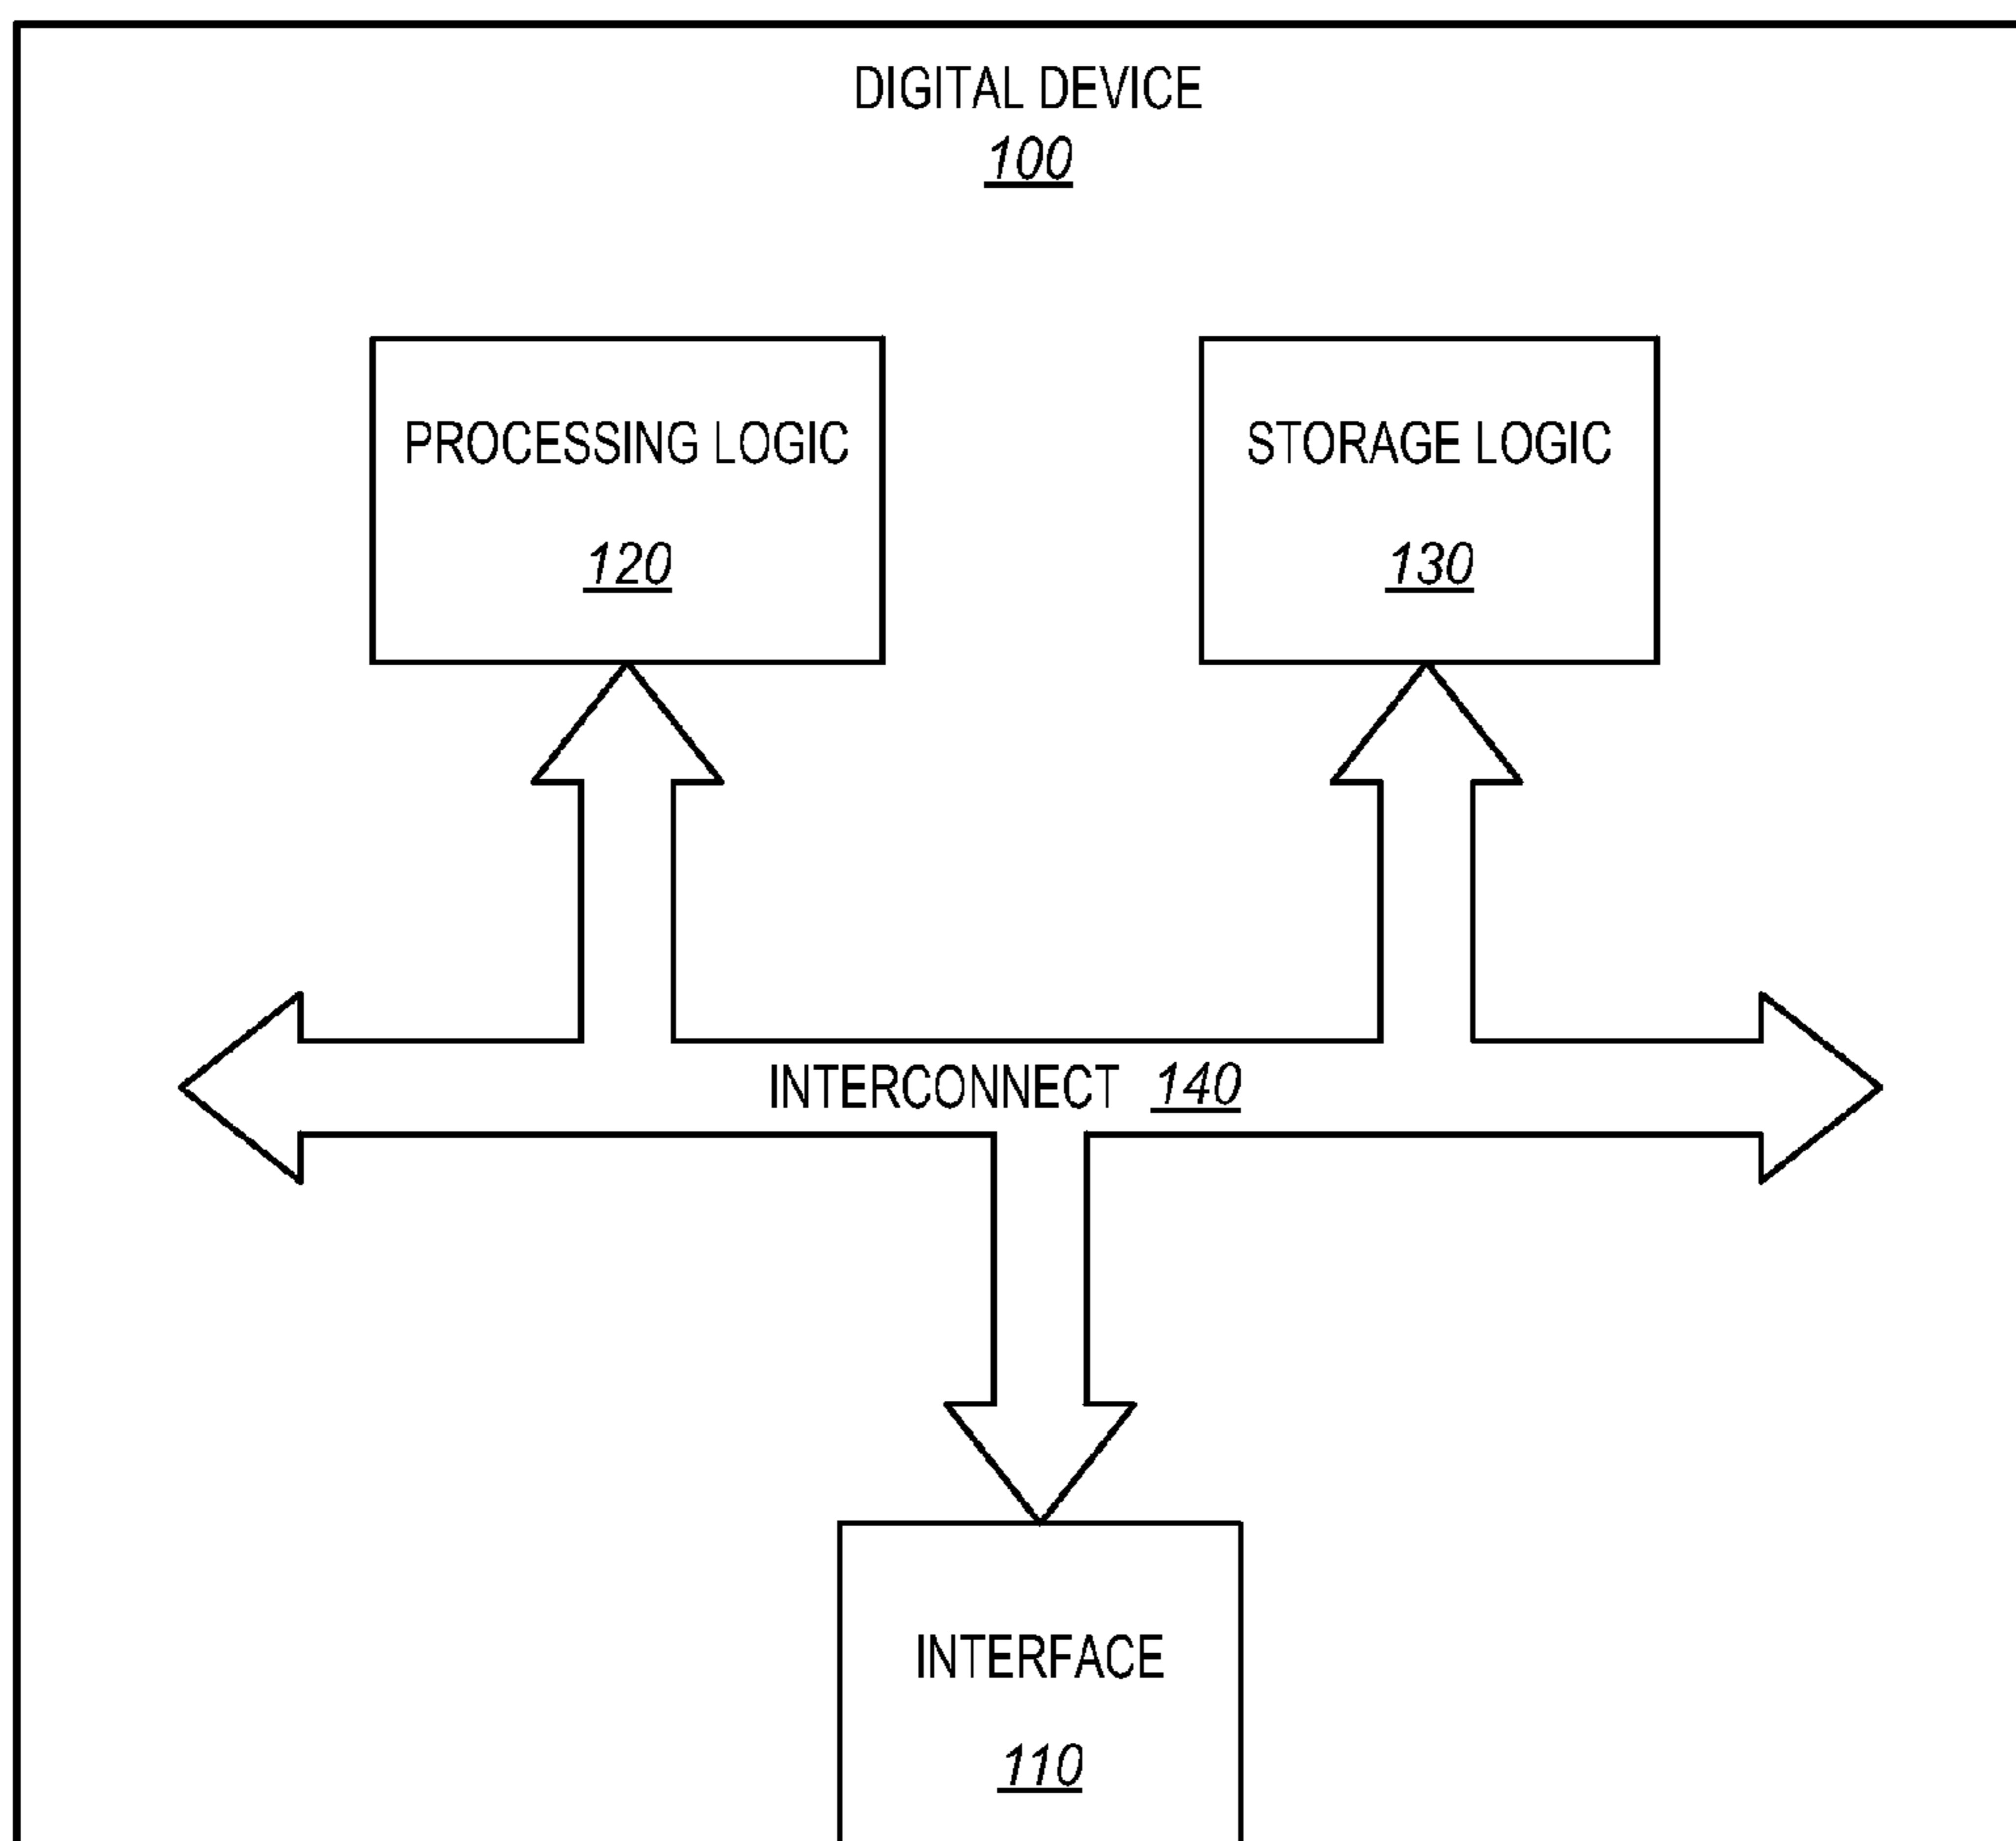 DIGITAL DEVICE
100
PROCESSING LOGIC
120
STORAGE LOGIC
130
INTERCONNECT 140
INTERFACE
110